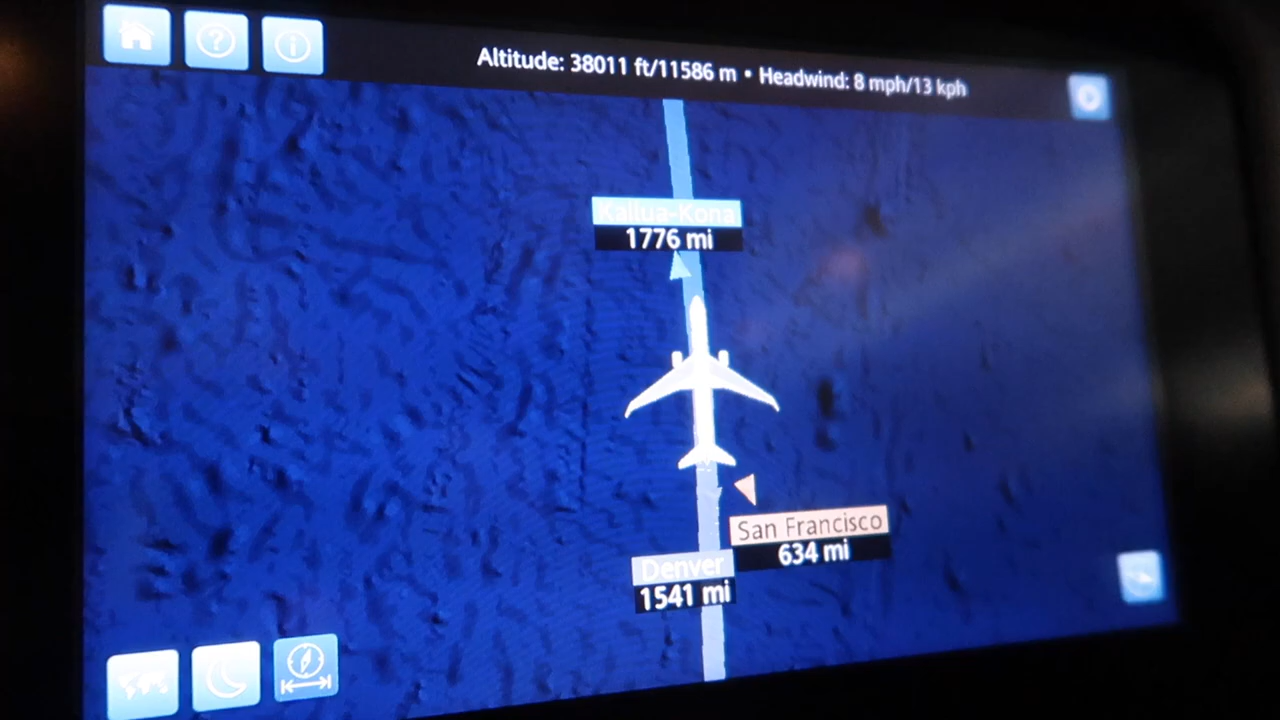 Altitude: 38011 ft/11586 m • Headwind: 8 mph/13 kph
Kailua-Kona
1776 mi
San Francisco
634 mi
Denver
1541 mi